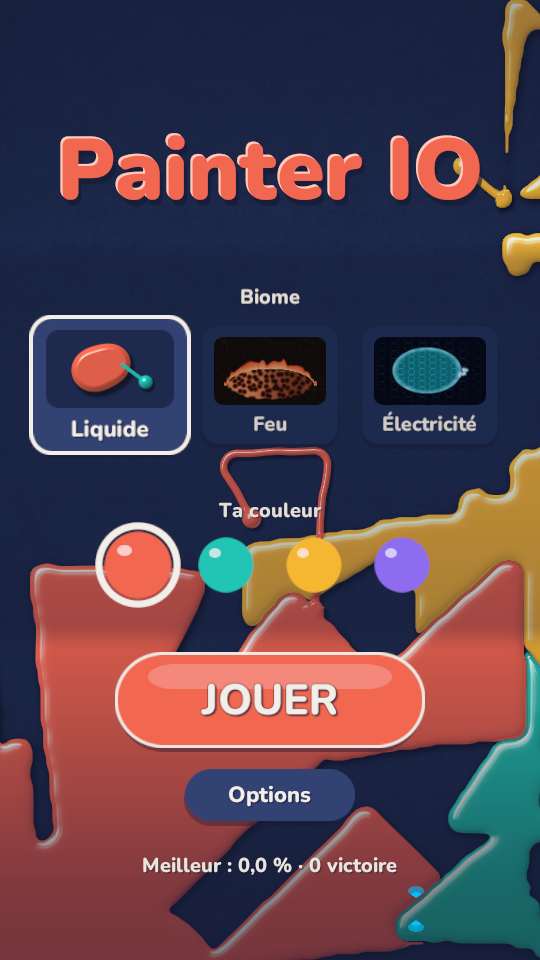 Painter IO
Biome
Liquide
Feu
Électricité
Ta couleur
JOUER
Options
Meilleur : 0,0 % · 0 victoire